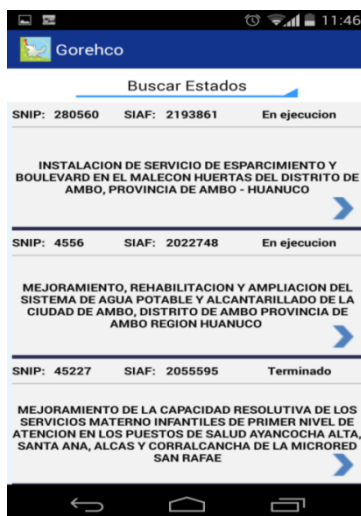 11:46
Gorehco
Buscar Estados
SNIP: 280560 SIAF: 2193861 En ejecucion
INSTALACION DE SERVICIO DE ESPARCIMIENTO Y
BOULEVARD EN EL MALECON HUERTAS DEL DISTRITO DE
AMBO, PROVINCIA DE AMBO - HUANUCO
SNIP: 4556 SIAF: 2022748 En ejecucion
MEJORAMIENTO, REHABILITACION Y AMPLIACION DEL
SISTEMA DE AGUA POTABLE Y ALCANTARILLADO DE LA
CIUDAD DE AMBO, DISTRITO DE AMBO PROVINCIA DE
AMBO REGION HUANUCO
SNIP: 45227 SIAF: 2055595 Terminado
MEJORAMIENTO DE LA CAPACIDAD RESOLUTIVA DE LOS
SERVICIOS MATERNO INFANTILES DE PRIMER NIVEL DE
ATENCION EN LOS PUESTOS DE SALUD AYANCOCHA ALTA,
SANTA ANA, ALCAS Y CORRALCANCHA DE LA MICRORED
SAN RAFAE